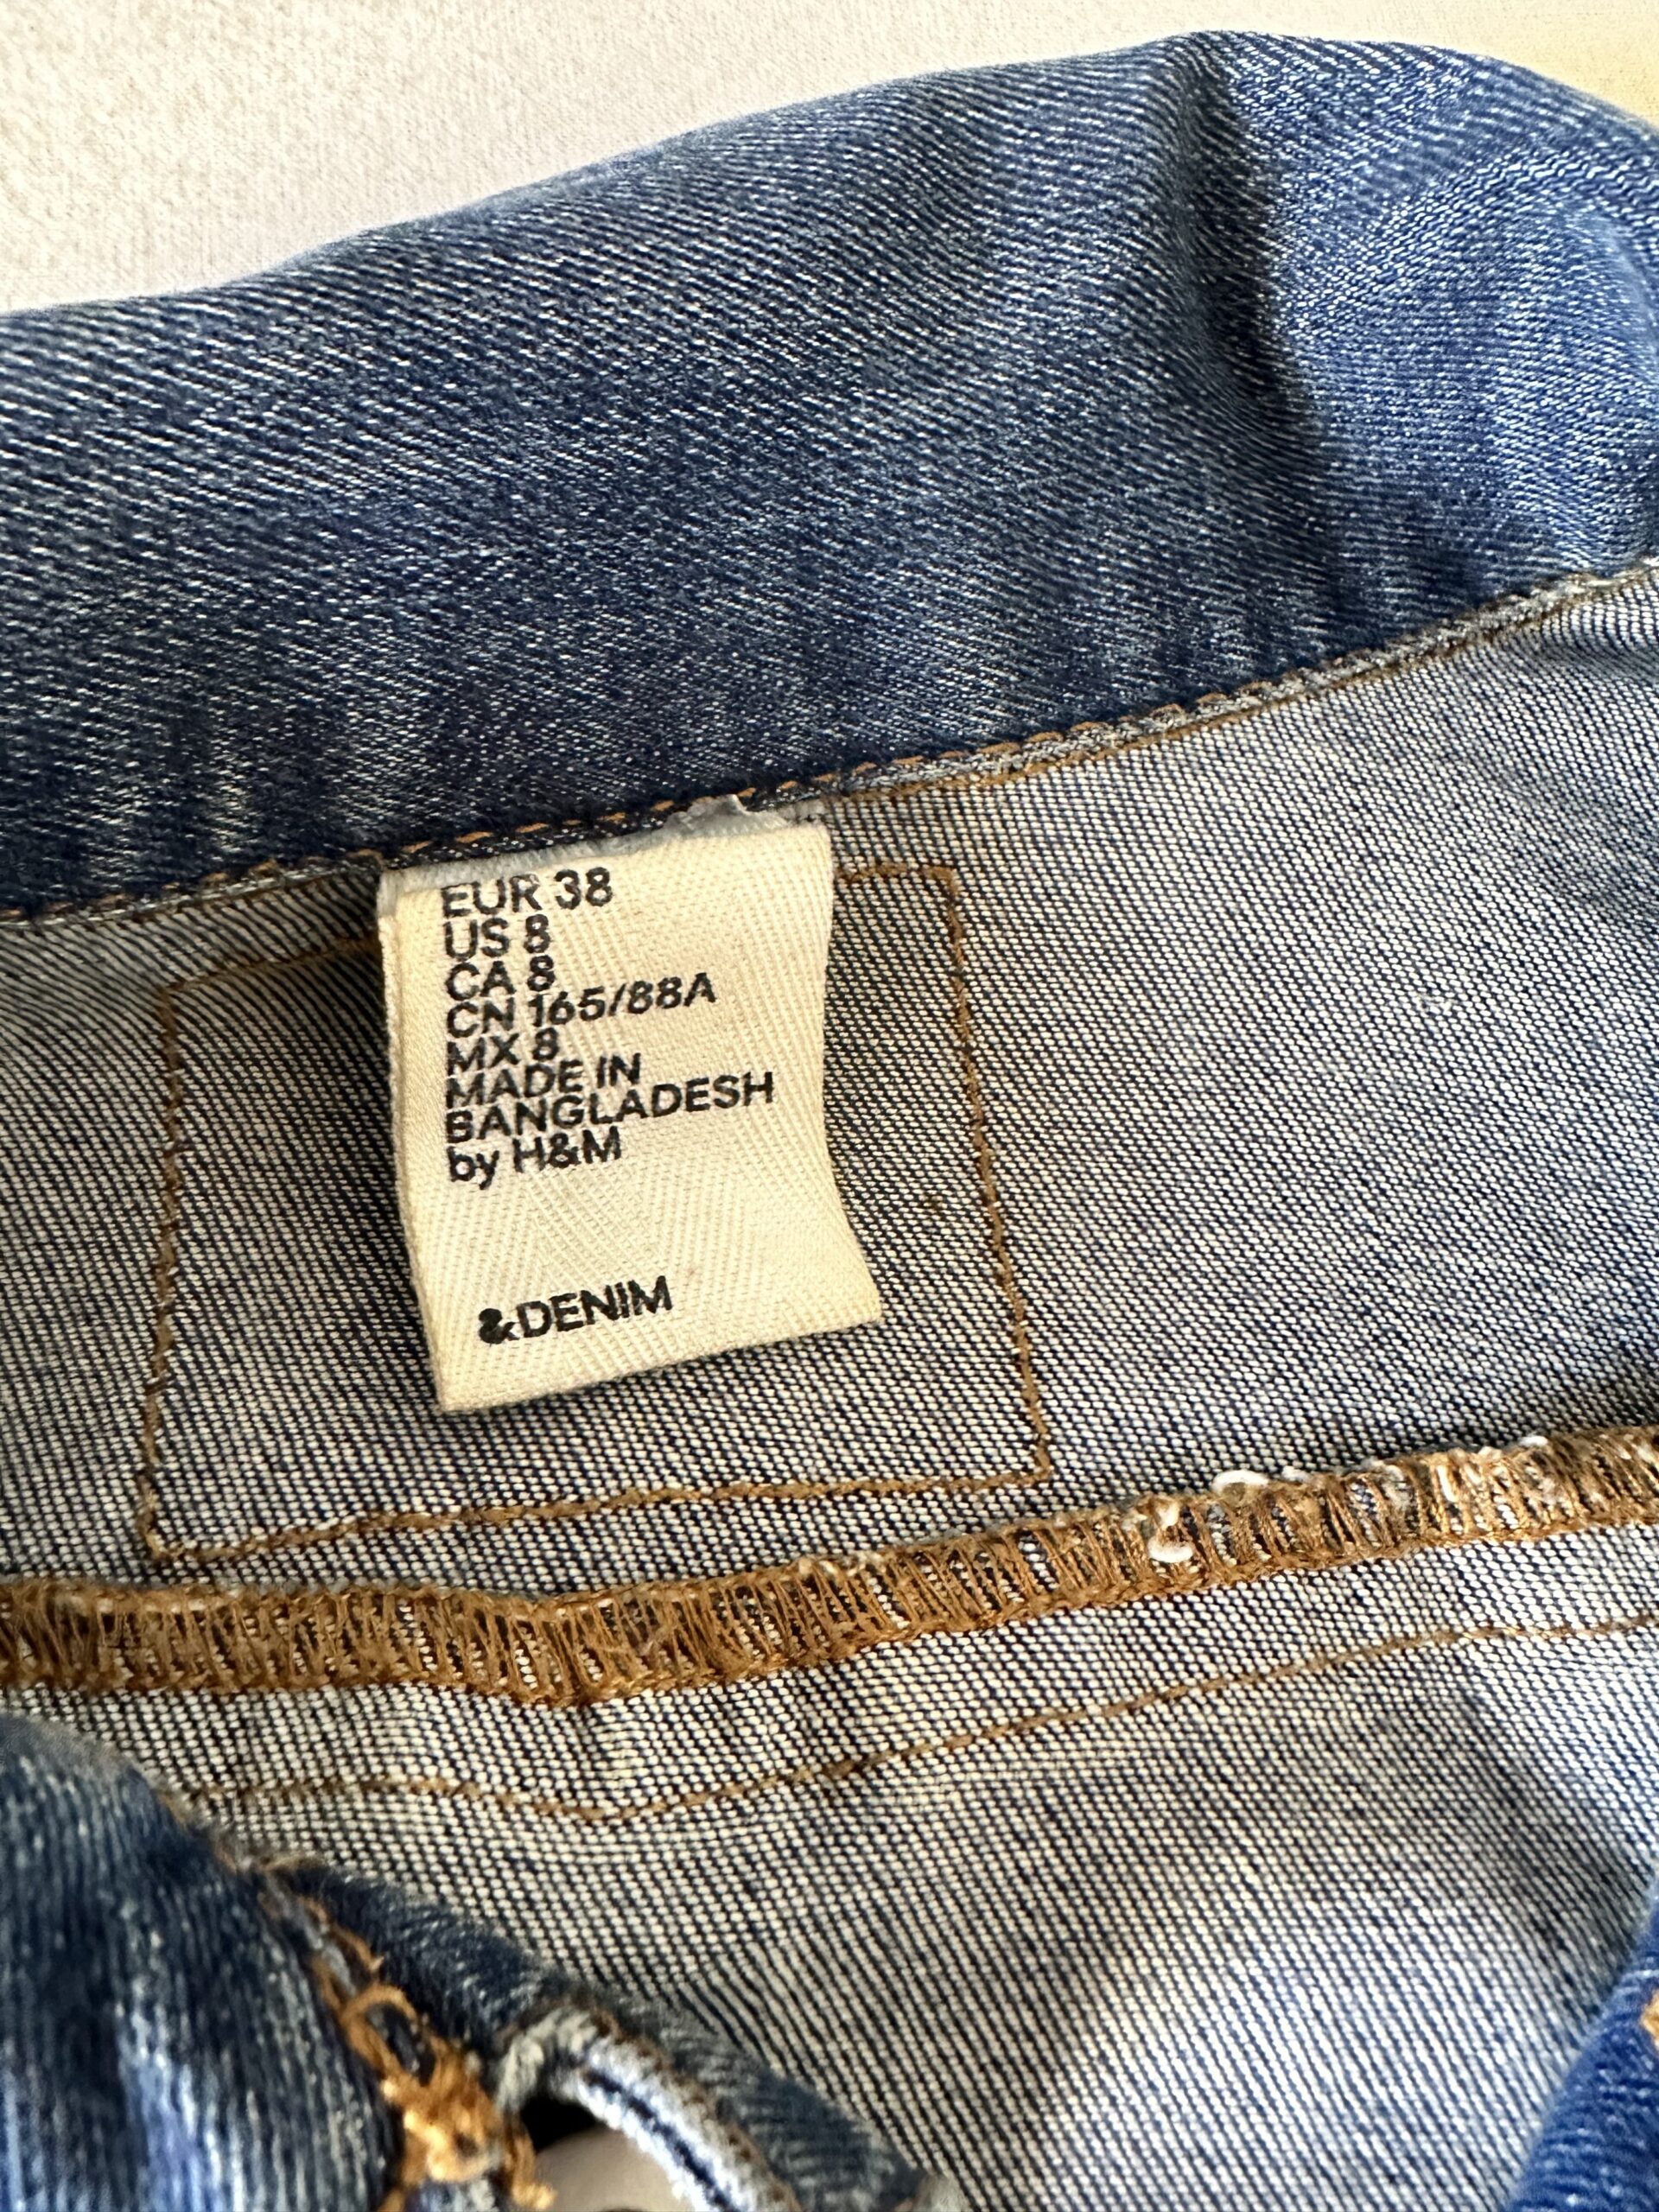 EUR 38
US 8
CA 8
CN 165/88A
MX 8
MADE IN
BANGLADESH
by H&M
&DENIM